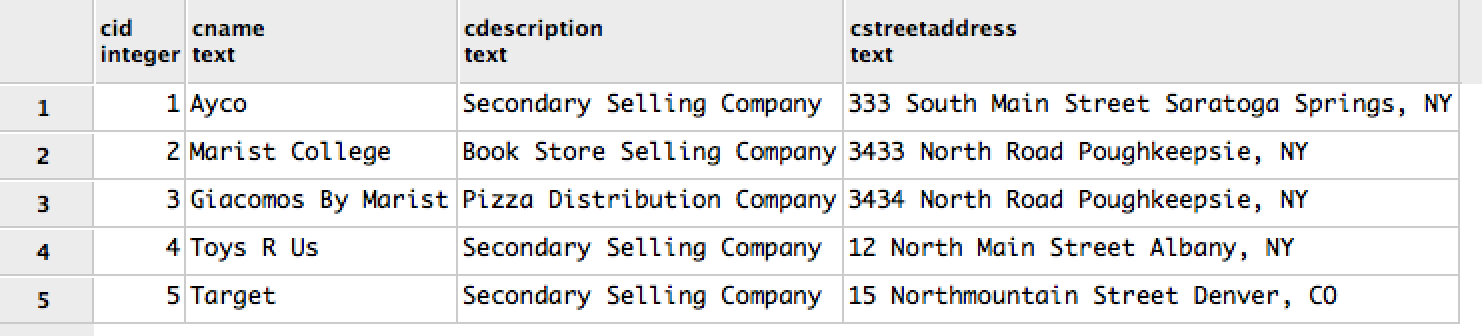 cid cname cdescription cstreetaddress
integer text text text
1 1 Ayco Secondary Selling Company 333 South Main Street Saratoga Springs, NY
2 2 Marist College Book Store Selling Company 3433 North Road Poughkeepsie, NY
3 3 Giacomos By Marist Pizza Distribution Company 3434 North Road Poughkeepsie, NY
4 4 Toys R Us Secondary Selling Company 12 North Main Street Albany, NY
5 5 Target Secondary Selling Company 15 Northmountain Street Denver, CO